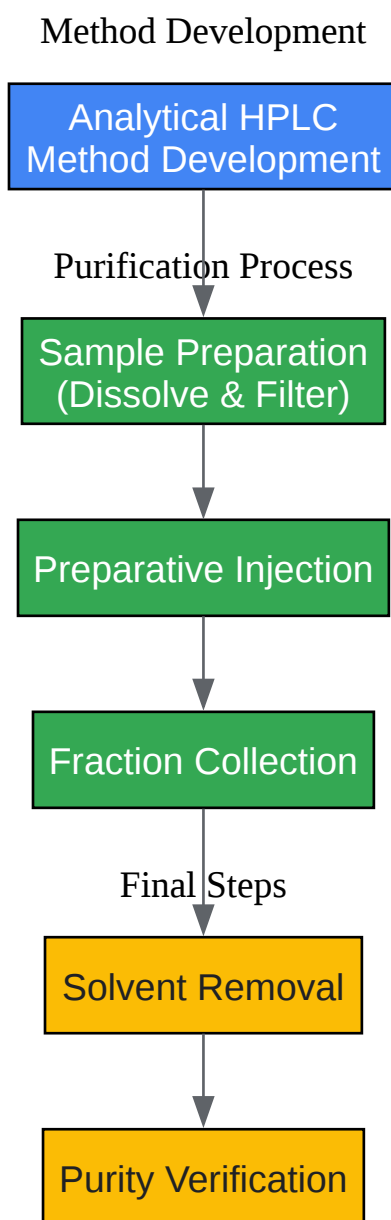 Method Development
Analytical HPLC
Method Development
Purification Process
Sample Preparation
(Dissolve & Filter)
Preparative Injection
Fraction Collection
Final Steps
Solvent Removal
Purity Verification